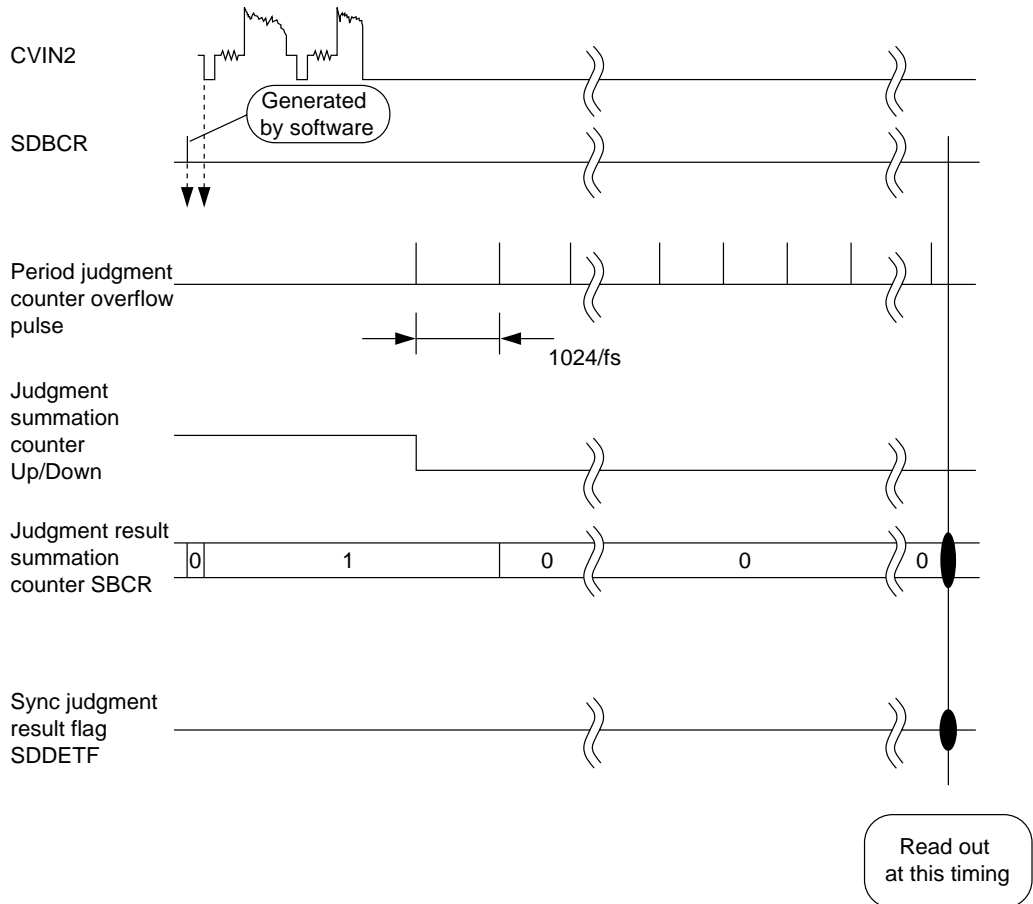 CVIN2
Generated
by software
SDBCR
Period judgment
counter overflow
pulse
1024/fs
Judgment
summation
counter
Up/Down
Judgment result
summation
counter SBCR
0
1
0
0
0
Sync judgment
result flag
SDDETF
Read out
at this timing